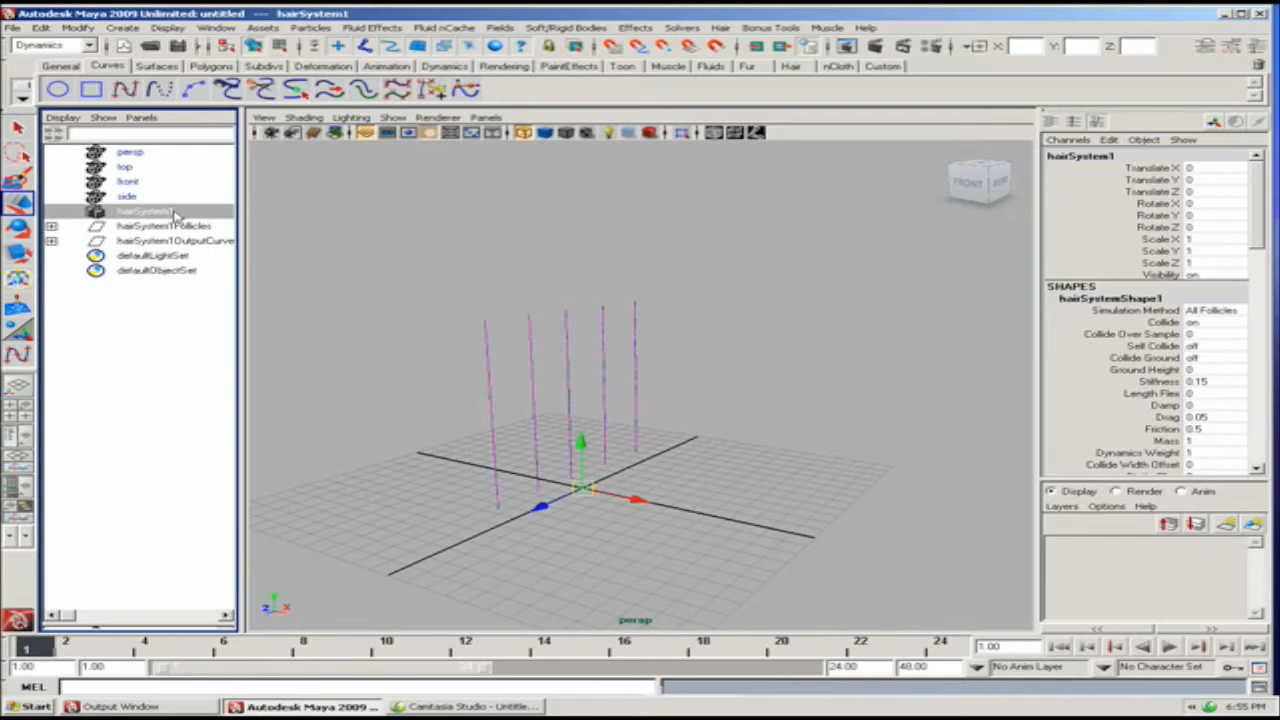 Autodesk Maya 2009 Unlimited: untitled --- hairSystem1
File Edit Modify Create Display Window Assets Particles Fluid Effects Fluid nCache Fields Soft/Rigid Bodies Effects Solvers Hair Bonus Tools Muscle Help
Dynamics X: Y: Z:
General Curves Surfaces Polygons Subdivs Deformation Animation Dynamics Rendering PaintEffects Toon Muscle Fluids Fur Hair nCloth Custom
Display Show Panels
View Shading Lighting Show Renderer Panels
persp
top
front
side
hairSystem1
hairSystem1Follicles
hairSystem1OutputCurve
defaultLightSet
defaultObjectSet
FRONT
persp
Channels Edit Object Show
hairSystem1
Translate X 0
Translate Y 0
Translate Z 0
Rotate X 0
Rotate Y 0
Rotate Z 0
Scale X 1
Scale Y 1
Scale Z 1
Visibility on
SHAPES
hairSystemShape1
Simulation Method All Follicles
Collide on
Collide Over Sample 0
Self Collide off
Collide Ground off
Ground Height 0
Stiffness 0.15
Length Flex 0
Damp 0
Drag 0.05
Friction 0.5
Mass 1
Dynamics Weight 1
Collide Width Offset 0
Display Render Anim
Layers Options Help
1 2 4 6 8 10 12 14 16 18 20 22 24 1.00
1.00 1.00 24 24.00 48.00 No Anim Layer No Character Set
MEL
Start Output Window Autodesk Maya 2009 ... Camtasia Studio - Untitle... 6:55 PM